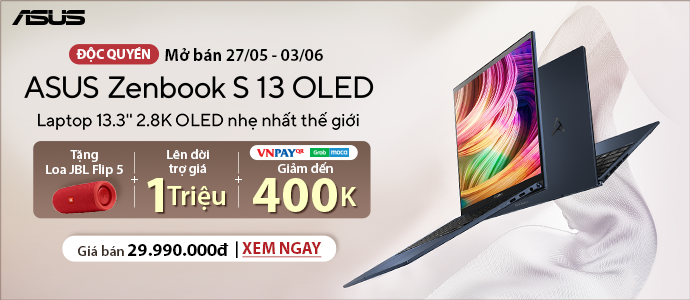 ASUS
ĐỘC QUYỀN Mở bán 27/05 - 03/06
ASUS Zenbook S 13 OLED
Laptop 13.3" 2.8K OLED nhẹ nhất thế giới
Tặng
Loa JBL Flip 5
+
Lên đời
trợ giá
1 Triệu
+
VNPAYQR Grab moca
Giảm đến
400K
Giá bán 29.990.000đ | XEM NGAY